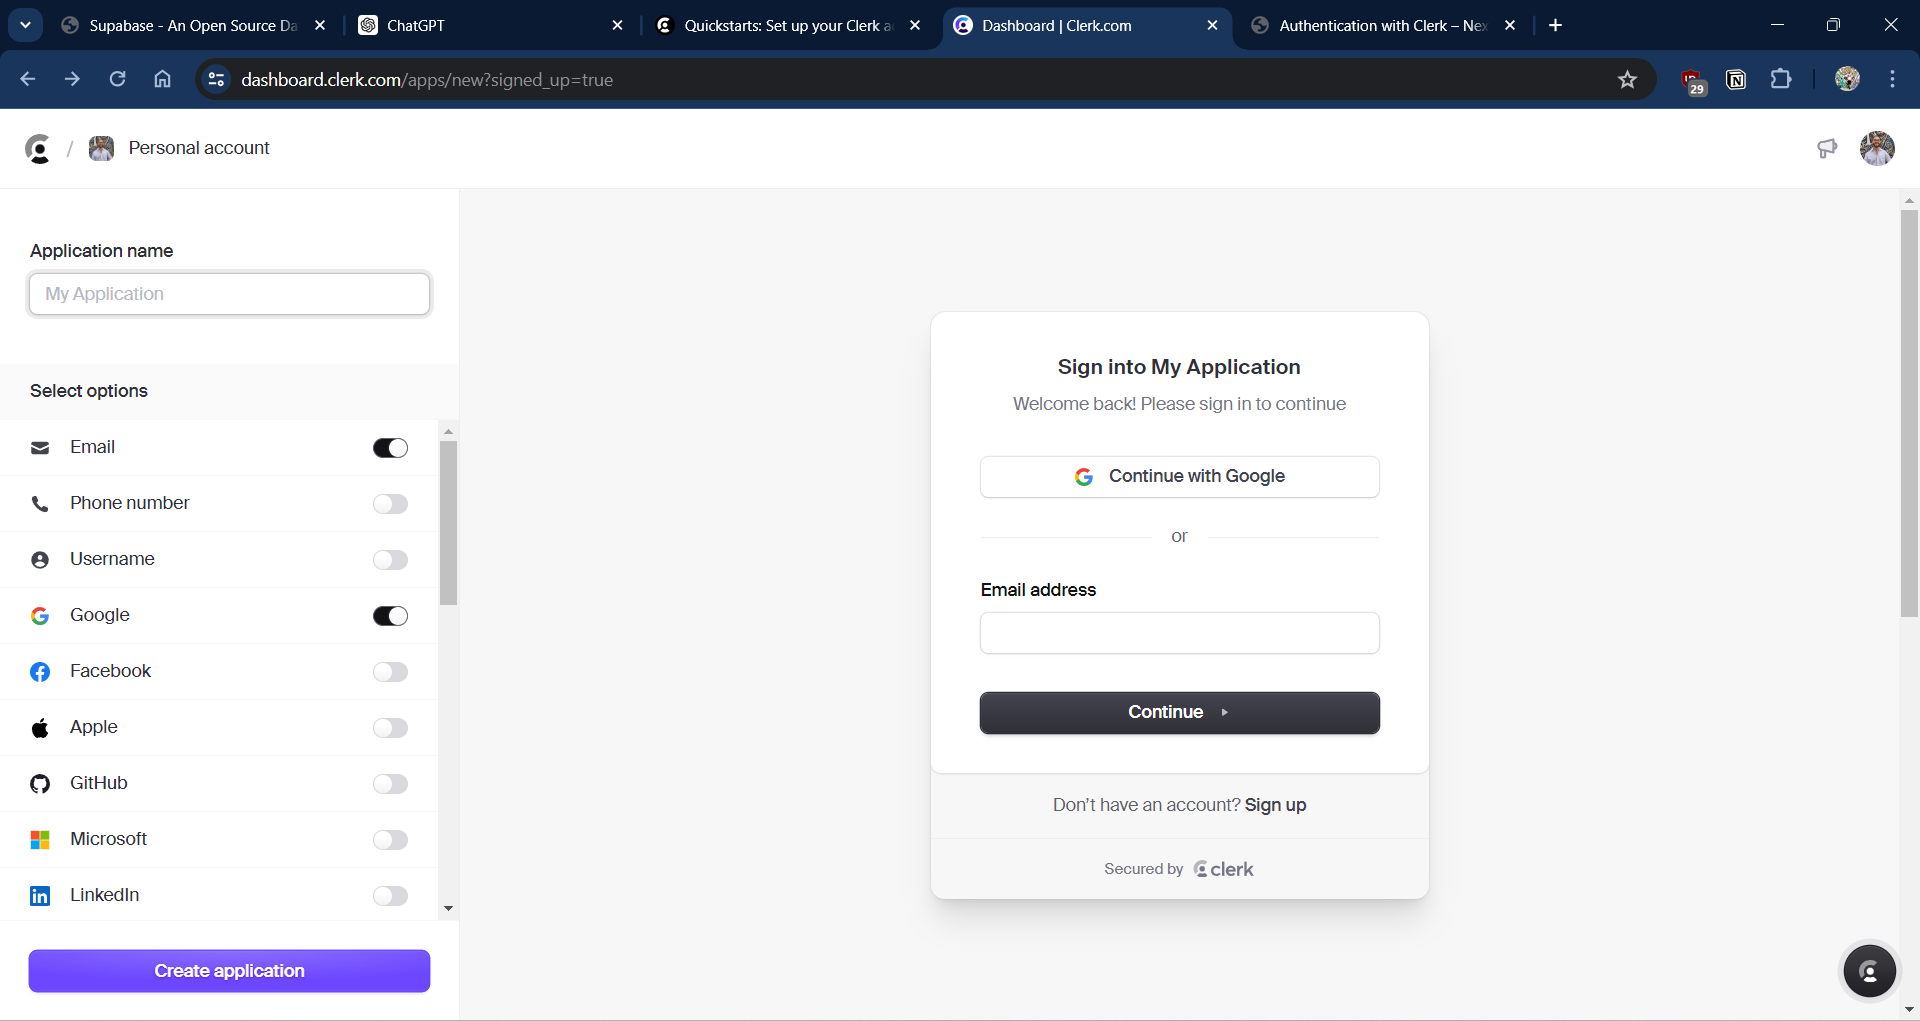 Supabase - An Open Source Da
ChatGPT
Quickstarts: Set up your Clerk a
Dashboard | Clerk.com
Authentication with Clerk – Nex
dashboard.clerk.com/apps/new?signed_up=true
29
Personal account
Application name
My Application
Select options
Email
Phone number
Username
Google
Facebook
Apple
GitHub
Microsoft
LinkedIn
Create application
Sign into My Application
Welcome back! Please sign in to continue
Continue with Google
or
Email address
Continue
Don’t have an account? Sign up
Secured by clerk